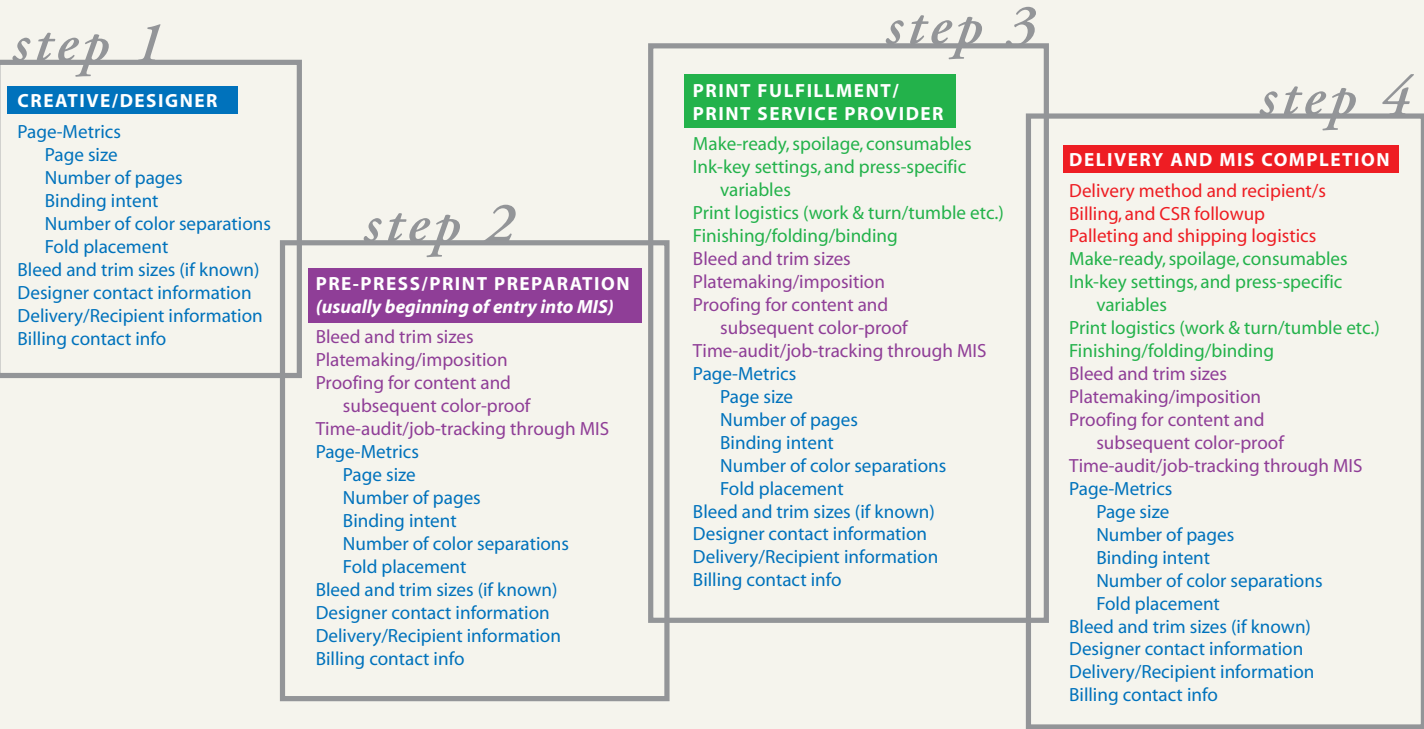 step 1
CREATIVE/DESIGNER
Page-Metrics
Page size
Number of pages
Binding intent
Number of color separations
Fold placement
Bleed and trim sizes (if known)
Designer contact information
Delivery/Recipient information
Billing contact info
step 2
PRE-PRESS/PRINT PREPARATION
(usually beginning of entry into MIS)
Bleed and trim sizes
Platemaking/imposition
Proofing for content and
subsequent color-proof
Time-audit/job-tracking through MIS
Page-Metrics
Page size
Number of pages
Binding intent
Number of color separations
Fold placement
Bleed and trim sizes (if known)
Designer contact information
Delivery/Recipient information
Billing contact info
step 3
PRINT FULFILLMENT/
PRINT SERVICE PROVIDER
Make-ready, spoilage, consumables
Ink-key settings, and press-specific
variables
Print logistics (work & turn/tumble etc.)
Finishing/folding/binding
Bleed and trim sizes
Platemaking/imposition
Proofing for content and
subsequent color-proof
Time-audit/job-tracking through MIS
Page-Metrics
Page size
Number of pages
Binding intent
Number of color separations
Fold placement
Bleed and trim sizes (if known)
Designer contact information
Delivery/Recipient information
Billing contact info
step 4
DELIVERY AND MIS COMPLETION
Delivery method and recipient/s
Billing, and CSR followup
Palleting and shipping logistics
Make-ready, spoilage, consumables
Ink-key settings, and press-specific
variables
Print logistics (work & turn/tumble etc.)
Finishing/folding/binding
Bleed and trim sizes
Platemaking/imposition
Proofing for content and
subsequent color-proof
Time-audit/job-tracking through MIS
Page-Metrics
Page size
Number of pages
Binding intent
Number of color separations
Fold placement
Bleed and trim sizes (if known)
Designer contact information
Delivery/Recipient information
Billing contact info